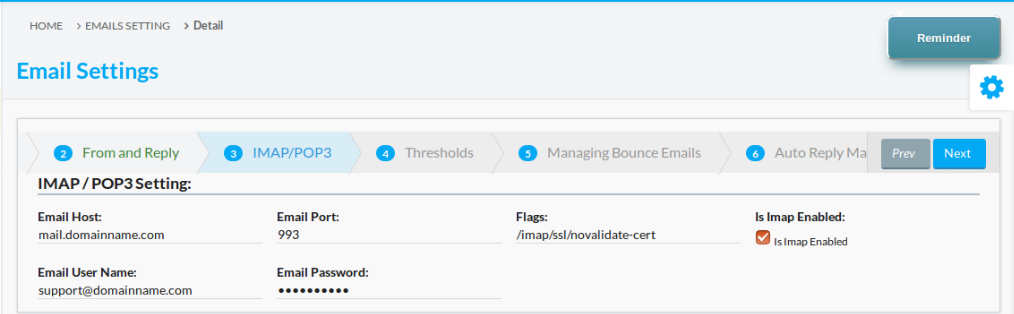 HOME > EMAILS SETTING > Detail
Reminder
Email Settings
2 From and Reply 3 IMAP/POP3 4 Thresholds 5 Managing Bounce Emails 6 Auto Reply Ma Prev Next
IMAP / POP3 Setting:
Email Host: Email Port: Flags: Is Imap Enabled:
mail.domainname.com 993 /imap/ssl/novalidate-cert Is Imap Enabled
Email User Name: Email Password:
support@domainname.com ••••••••••